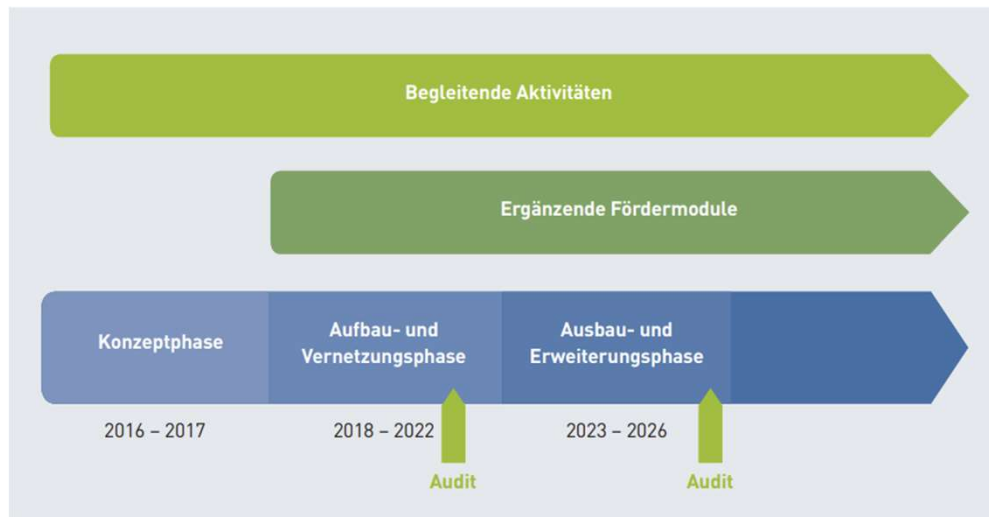 Begleitende Aktivitäten
Ergänzende Fördermodule
Konzeptphase
Aufbau- und
Vernetzungsphase
Ausbau- und
Erweiterungsphase
2016 – 2017
2018 – 2022
2023 – 2026
Audit
Audit